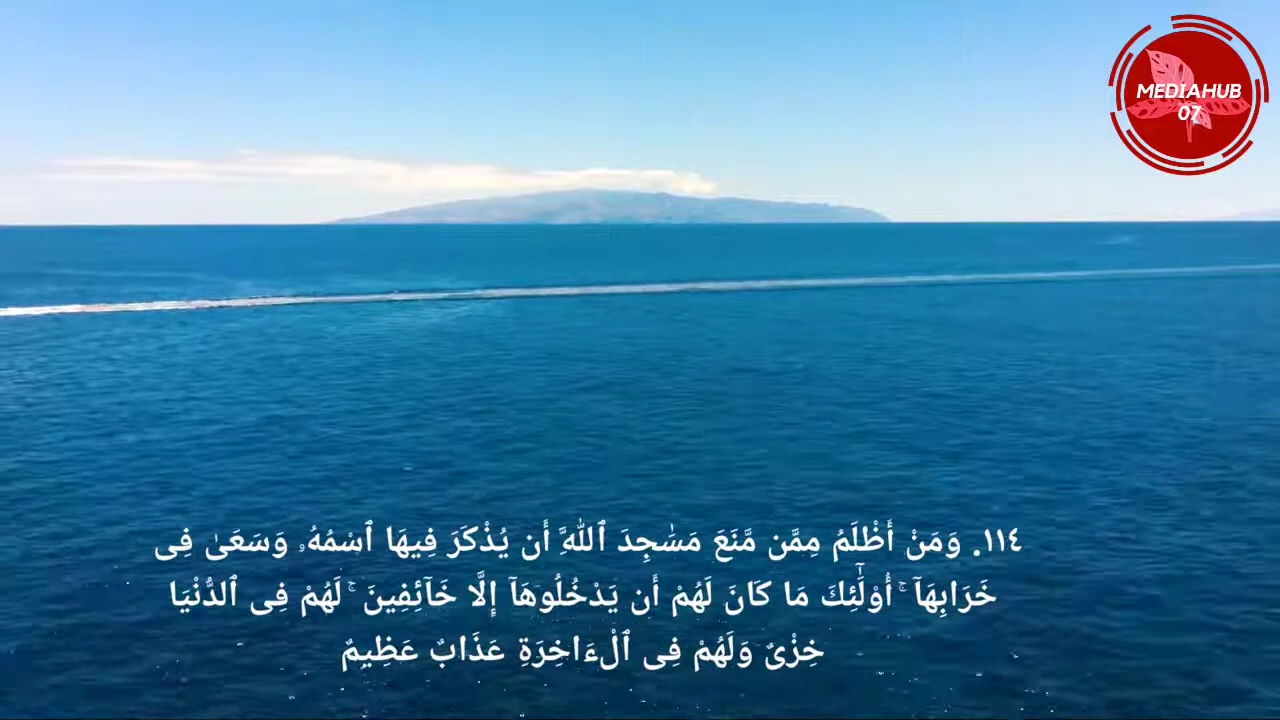 MEDIAHUB
07
١١٤. وَمَنْ أَظْلَمُ مِمَّن مَّنَعَ مَسَٰجِدَ ٱللَّهِ أَن يُذْكَرَ فِيهَا ٱسْمُهُۥ وَسَعَىٰ فِى
خَرَابِهَآ ۚ أُو۟لَٰٓئِكَ مَا كَانَ لَهُمْ أَن يَدْخُلُوهَآ إِلَّا خَآئِفِينَ ۚ لَهُمْ فِى ٱلدُّنْيَا
خِزْىٌ وَلَهُمْ فِى ٱلْءَاخِرَةِ عَذَابٌ عَظِيمٌ